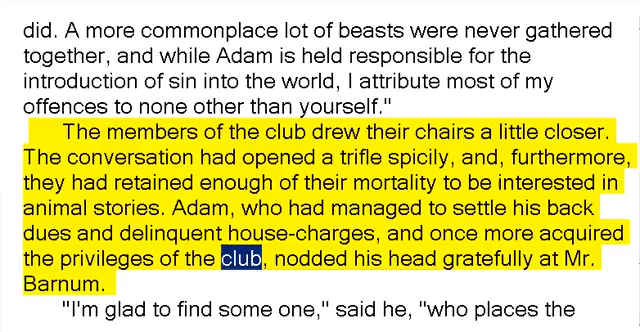 did. A more commonplace lot of beasts were never gathered
together, and while Adam is held responsible for the
introduction of sin into the world, I attribute most of my
offences to none other than yourself."
The members of the club drew their chairs a little closer.
The conversation had opened a trifle spicily, and, furthermore,
they had retained enough of their mortality to be interested in
animal stories. Adam, who had managed to settle his back
dues and delinquent house-charges, and once more acquired
the privileges of the club, nodded his head gratefully at Mr.
Barnum.
"I'm glad to find some one," said he, "who places the